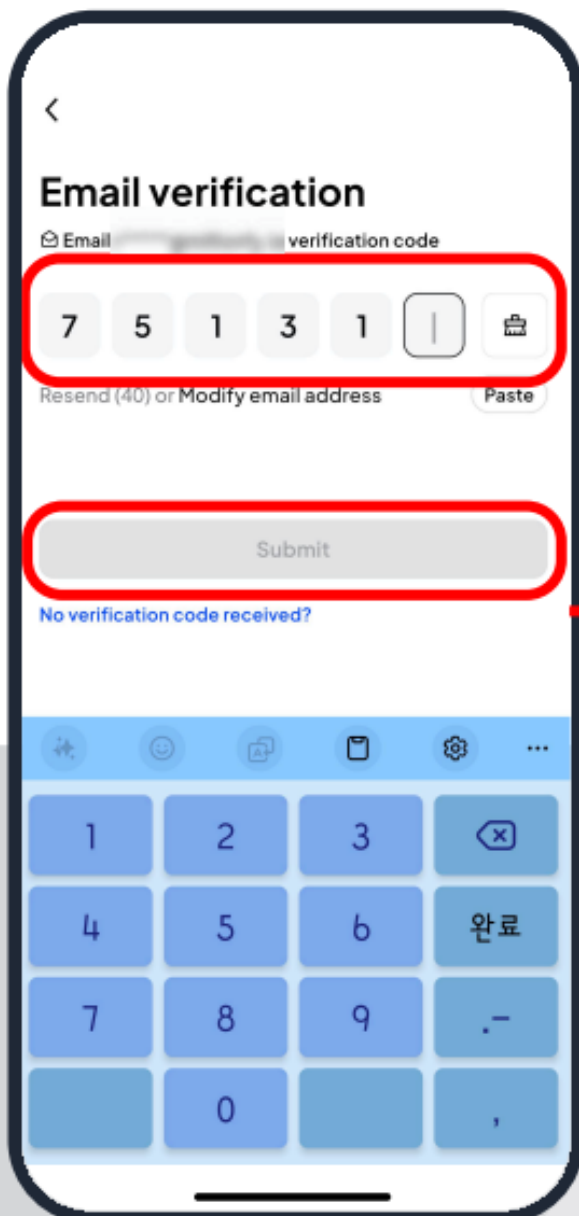 Email verification
Email verification code
7 5 1 3 1
Resend (40) or Modify email address Paste
Submit
No verification code received?
1 2 3
4 5 6 완료
7 8 9 .-
0 ,